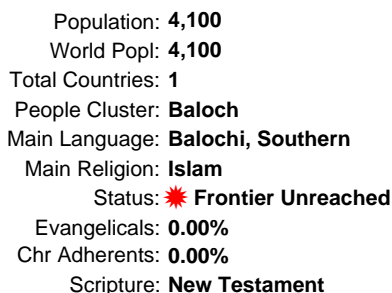 Population: 4,100
World Popl: 4,100
Total Countries: 1
People Cluster: Baloch
Main Language: Balochi, Southern
Main Religion: Islam
Status: Frontier Unreached
Evangelicals: 0.00%
Chr Adherents: 0.00%
Scripture: New Testament